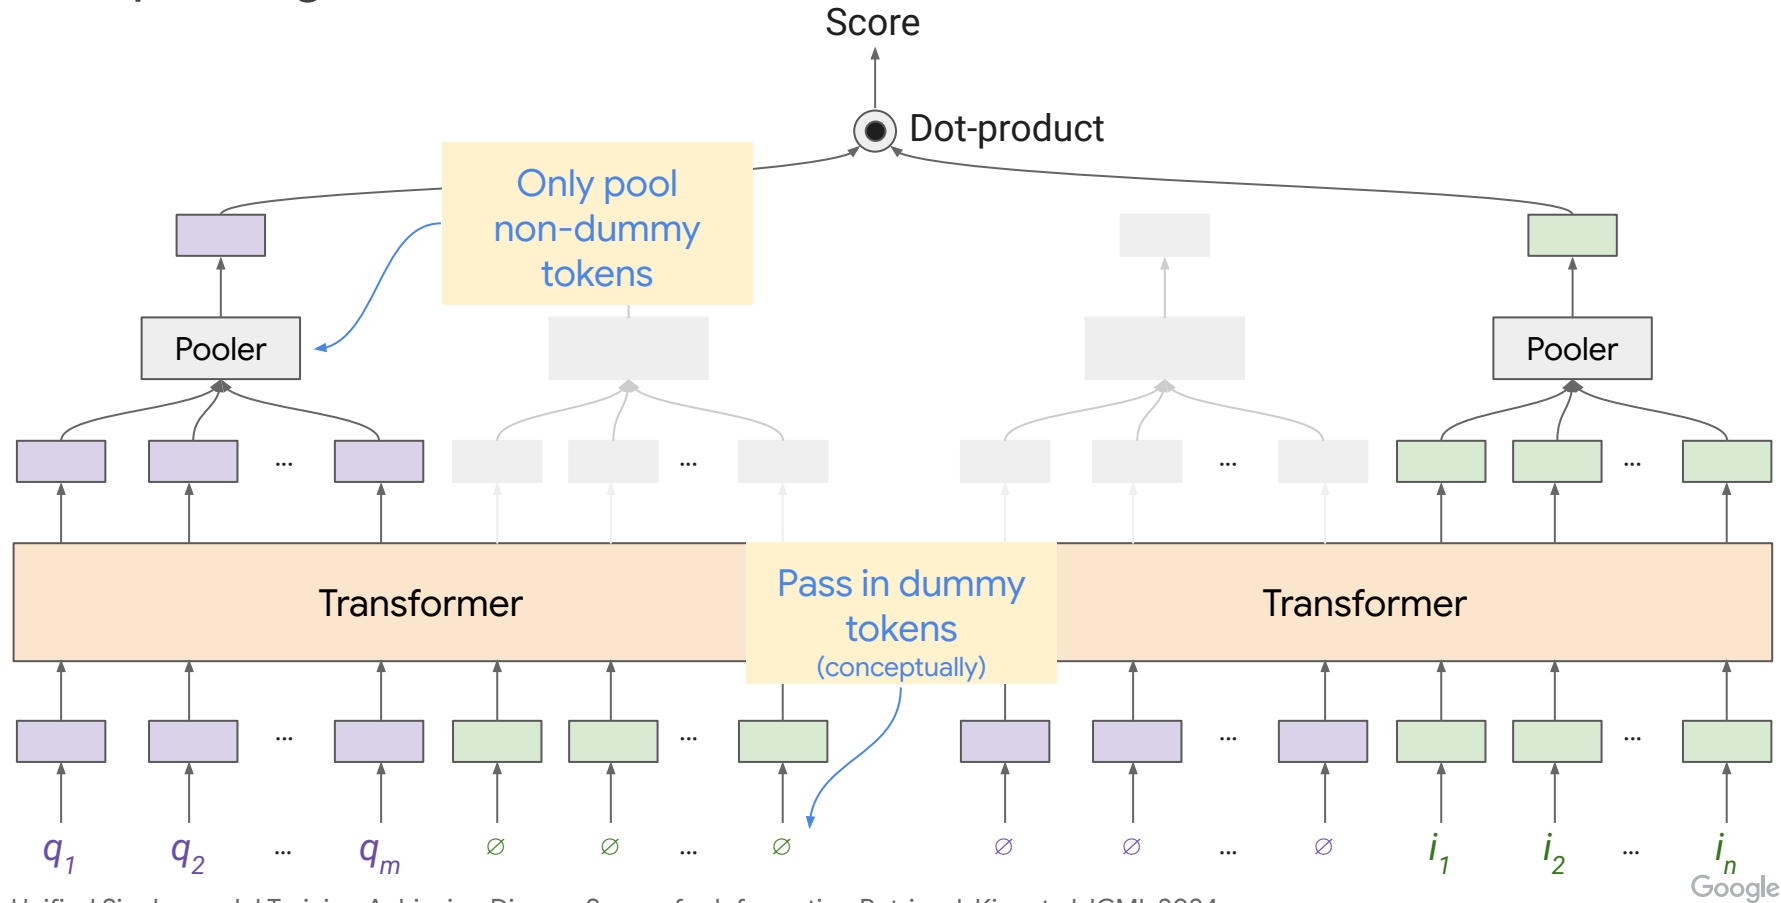 Score
Dot-product
Only pool
non-dummy
tokens
Pooler
Pooler
... ... ... ...
Transformer
Pass in dummy
tokens
(conceptually)
Transformer
... ... ... ...
q1 q2 ... qm ∅ ∅ ... ∅ ∅ ∅ ... ∅ i1 i2 ... in
Google